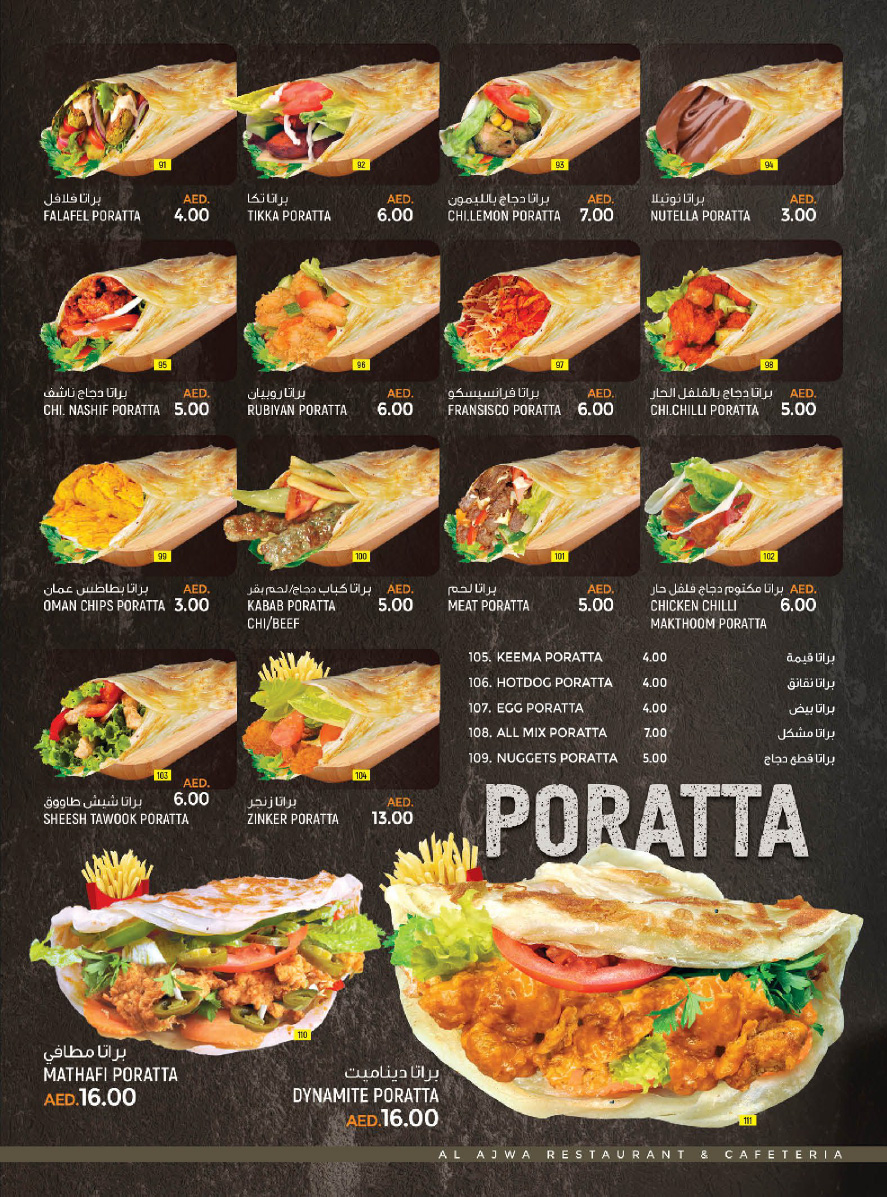 91
براتا فلافل AED.
FALAFEL PORATTA 4.00
92
براتا تكا AED.
TIKKA PORATTA 6.00
93
براتا دجاج بالليمون AED.
CHI.LEMON PORATTA 7.00
94
براتا نوتيلا AED.
NUTELLA PORATTA 3.00
95
براتا دجاج ناشف AED.
CHI. NASHIF PORATTA 5.00
96
براتا روبيان AED.
RUBIYAN PORATTA 6.00
97
براتا فرانسيسكو AED.
FRANSISCO PORATTA 6.00
98
براتا دجاج بالفلفل الحار AED.
CHI.CHILLI PORATTA 5.00
99
براتا بطاطس عمان AED.
OMAN CHIPS PORATTA 3.00
100
براتا كباب دجاج/لحم بقر AED.
KABAB PORATTA 5.00
CHI/BEEF
101
براتا لحم AED.
MEAT PORATTA 5.00
102
براتا مكتوم دجاج فلفل حار AED.
CHICKEN CHILLI 6.00
MAKTHOOM PORATTA
103
براتا شيش طاووق AED. 6.00
SHEESH TAWOOK PORATTA
104
براتا زنجر AED.
ZINKER PORATTA 13.00
105. KEEMA PORATTA 4.00 براتا قيمة
106. HOTDOG PORATTA 4.00 براتا نقانق
107. EGG PORATTA 4.00 براتا بيض
108. ALL MIX PORATTA 7.00 براتا مشكل
109. NUGGETS PORATTA 5.00 براتا قطع دجاج
PORATTA
110
براتا مطافي
MATHAFI PORATTA
AED.16.00
براتا ديناميت
DYNAMITE PORATTA
AED.16.00
111
AL AJWA RESTAURANT & CAFETERIA